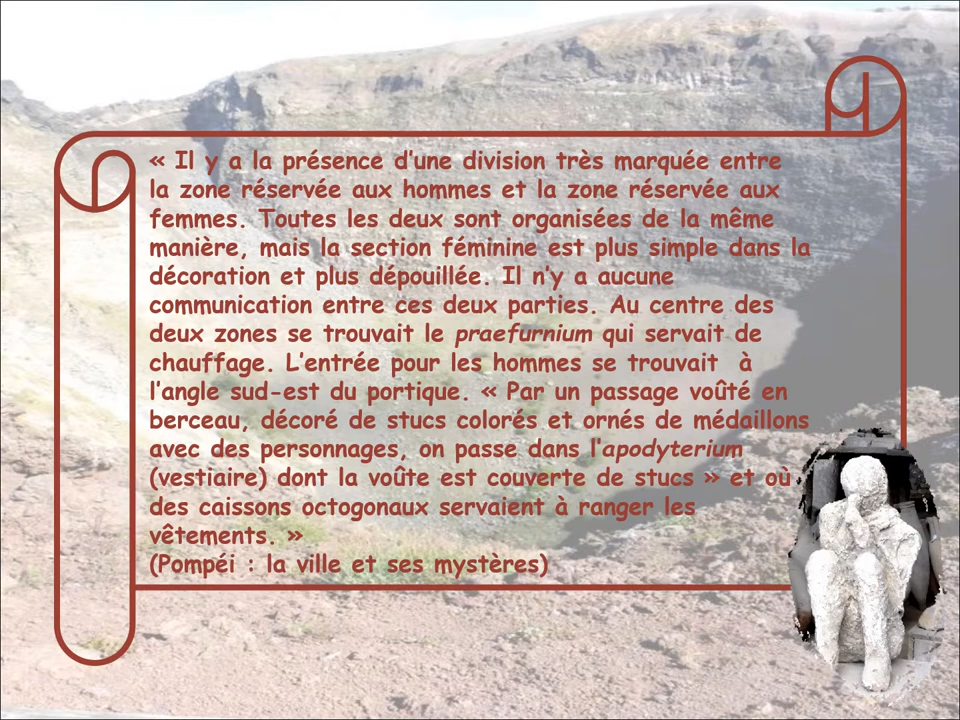 « Il y a la présence d’une division très marquée entre
la zone réservée aux hommes et la zone réservée aux
femmes. Toutes les deux sont organisées de la même
manière, mais la section féminine est plus simple dans la
décoration et plus dépouillée. Il n’y a aucune
communication entre ces deux parties. Au centre des
deux zones se trouvait le praefurnium qui servait de
chauffage. L’entrée pour les hommes se trouvait à
l’angle sud-est du portique. « Par un passage voûté en
berceau, décoré de stucs colorés et ornés de médaillons
avec des personnages, on passe dans l’apodyterium
(vestiaire) dont la voûte est couverte de stucs » et où
des caissons octogonaux servaient à ranger les
vêtements. »
(Pompéi : la ville et ses mystères)